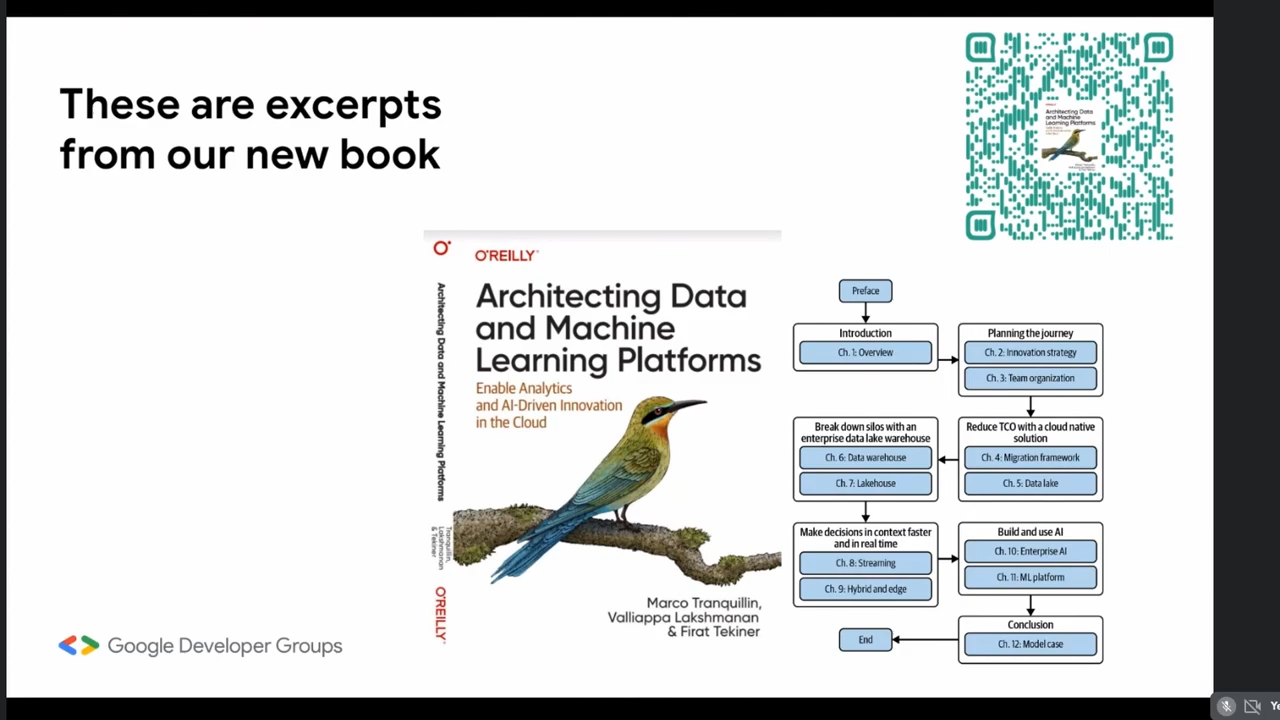 These are excerpts
from our new book
Architecting Data
and Machine
Learning Platforms
O'REILLY
Architecting Data
and Machine
Learning Platforms
Enable Analytics
and AI-Driven Innovation
in the Cloud
Marco Tranquillin,
Valliappa Lakshmanan
& Firat Tekiner
Architecting Data and Machine Learning Platforms
Tranquillin,
Lakshmanan
& Tekiner
O'REILLY
Preface
Introduction
Ch. 1: Overview
Planning the journey
Ch. 2: Innovation strategy
Ch. 3: Team organization
Reduce TCO with a cloud native
solution
Ch. 4: Migration framework
Ch. 5: Data lake
Break down silos with an
enterprise data lake warehouse
Ch. 6: Data warehouse
Ch. 7: Lakehouse
Make decisions in context faster
and in real time
Ch. 8: Streaming
Ch. 9: Hybrid and edge
Build and use AI
Ch. 10: Enterprise AI
Ch. 11: ML platform
Conclusion
Ch. 12: Model case
End
Google Developer Groups